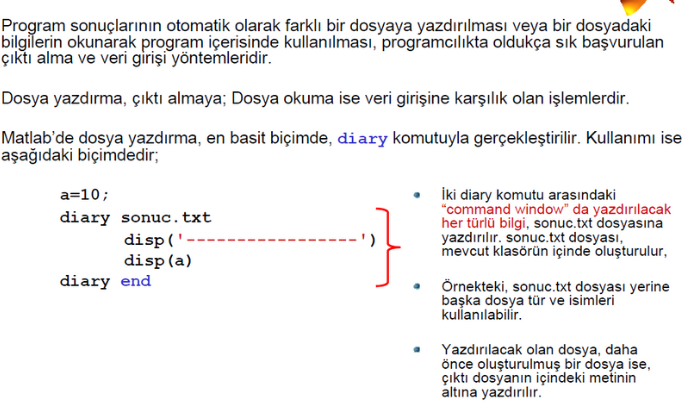 Program sonuçlarının otomatik olarak farklı bir dosyaya yazdırılması veya bir dosyadaki
bilgilerin okunarak program içerisinde kullanılması, programcılıkta oldukça sık başvurulan
çıktı alma ve veri girişi yöntemleridir.
Dosya yazdırma, çıktı almaya; Dosya okuma ise veri girişine karşılık olan işlemlerdir.
Matlab’de dosya yazdırma, en basit biçimde, diary komutuyla gerçekleştirilir. Kullanımı ise
aşağıdaki biçimdedir;
a=10;
diary sonuc.txt
disp('------------------')
disp(a)
diary end
İki diary komutu arasındaki
“command window” da yazdırılacak
her türlü bilgi, sonuc.txt dosyasına
yazdırılır. sonuc.txt dosyası,
mevcut klasörün içinde oluşturulur,
Örnekteki, sonuc.txt dosyası yerine
başka dosya tür ve isimleri
kullanılabilir.
Yazdırılacak olan dosya, daha
önce oluşturulmuş bir dosya ise,
çıktı dosyanın içindeki metinin
altına yazdırılır.